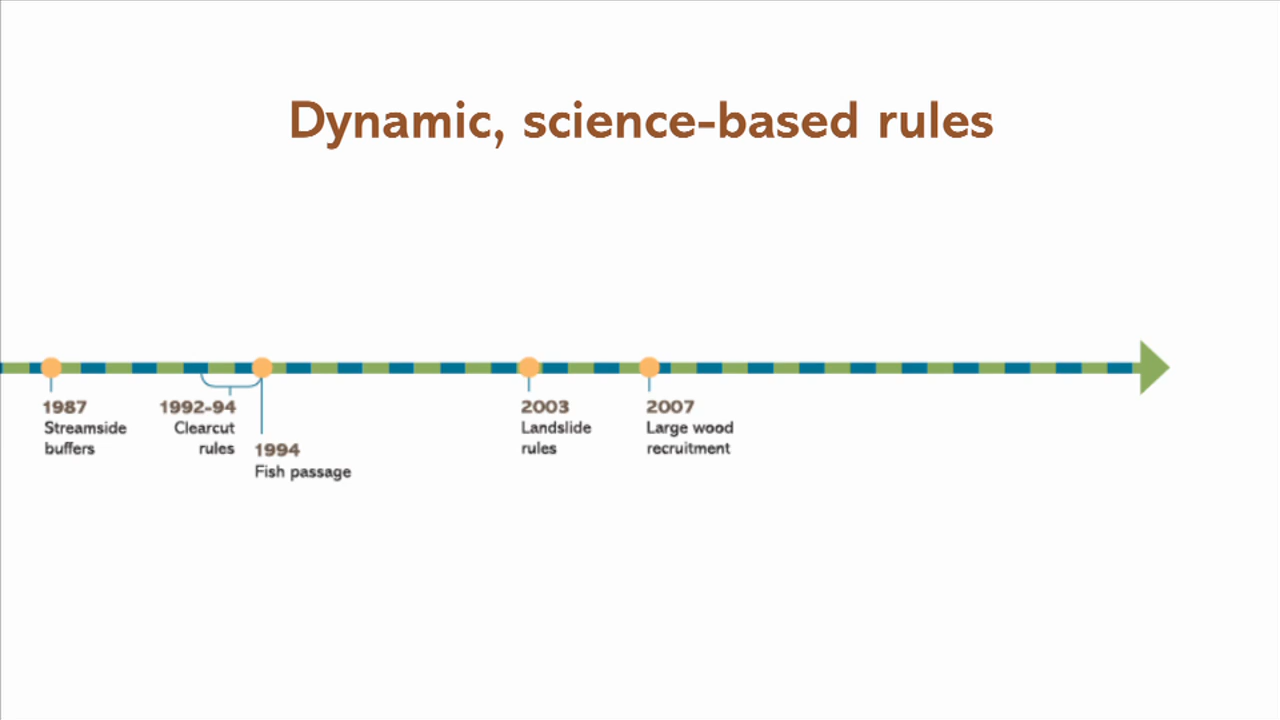 Dynamic, science-based rules
1987
Streamside
buffers
1992-94
Clearcut
rules
1994
Fish passage
2003
Landslide
rules
2007
Large wood
recruitment